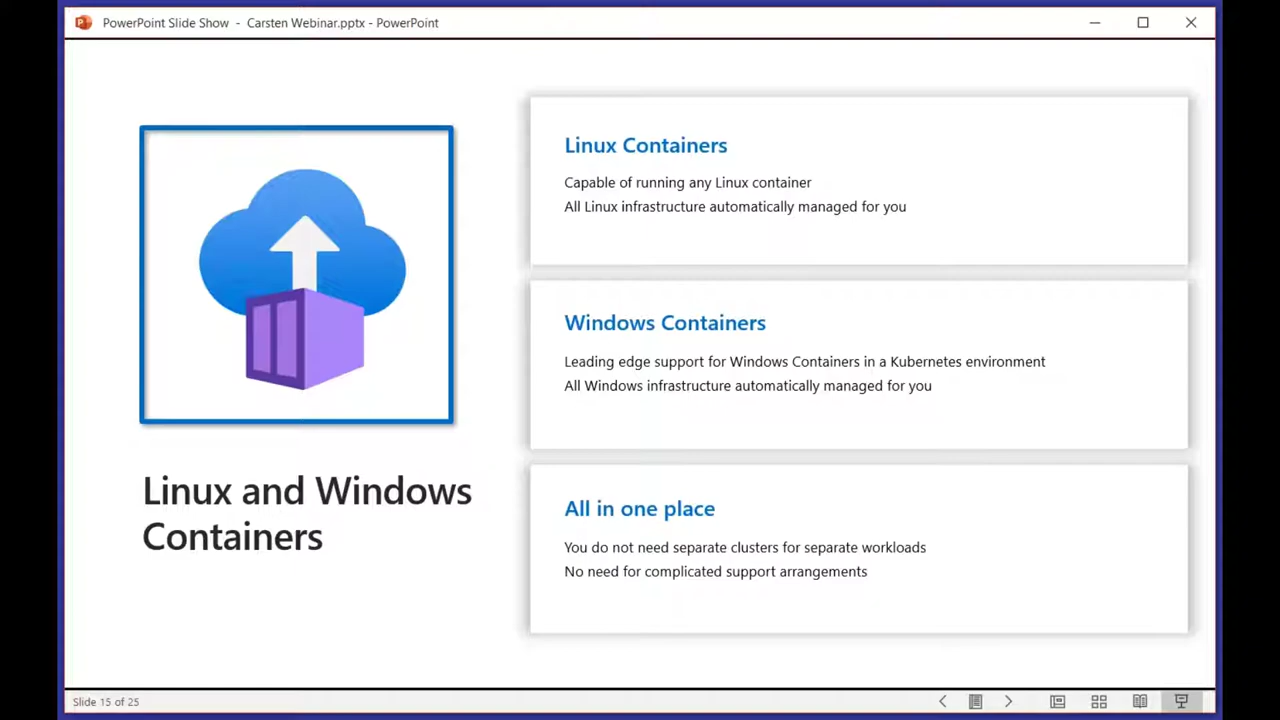 PowerPoint Slide Show - Carsten Webinar.pptx - PowerPoint
Linux Containers
Capable of running any Linux container
All Linux infrastructure automatically managed for you
Windows Containers
Leading edge support for Windows Containers in a Kubernetes environment
All Windows infrastructure automatically managed for you
Linux and Windows
Containers
All in one place
You do not need separate clusters for separate workloads
No need for complicated support arrangements
Slide 15 of 25